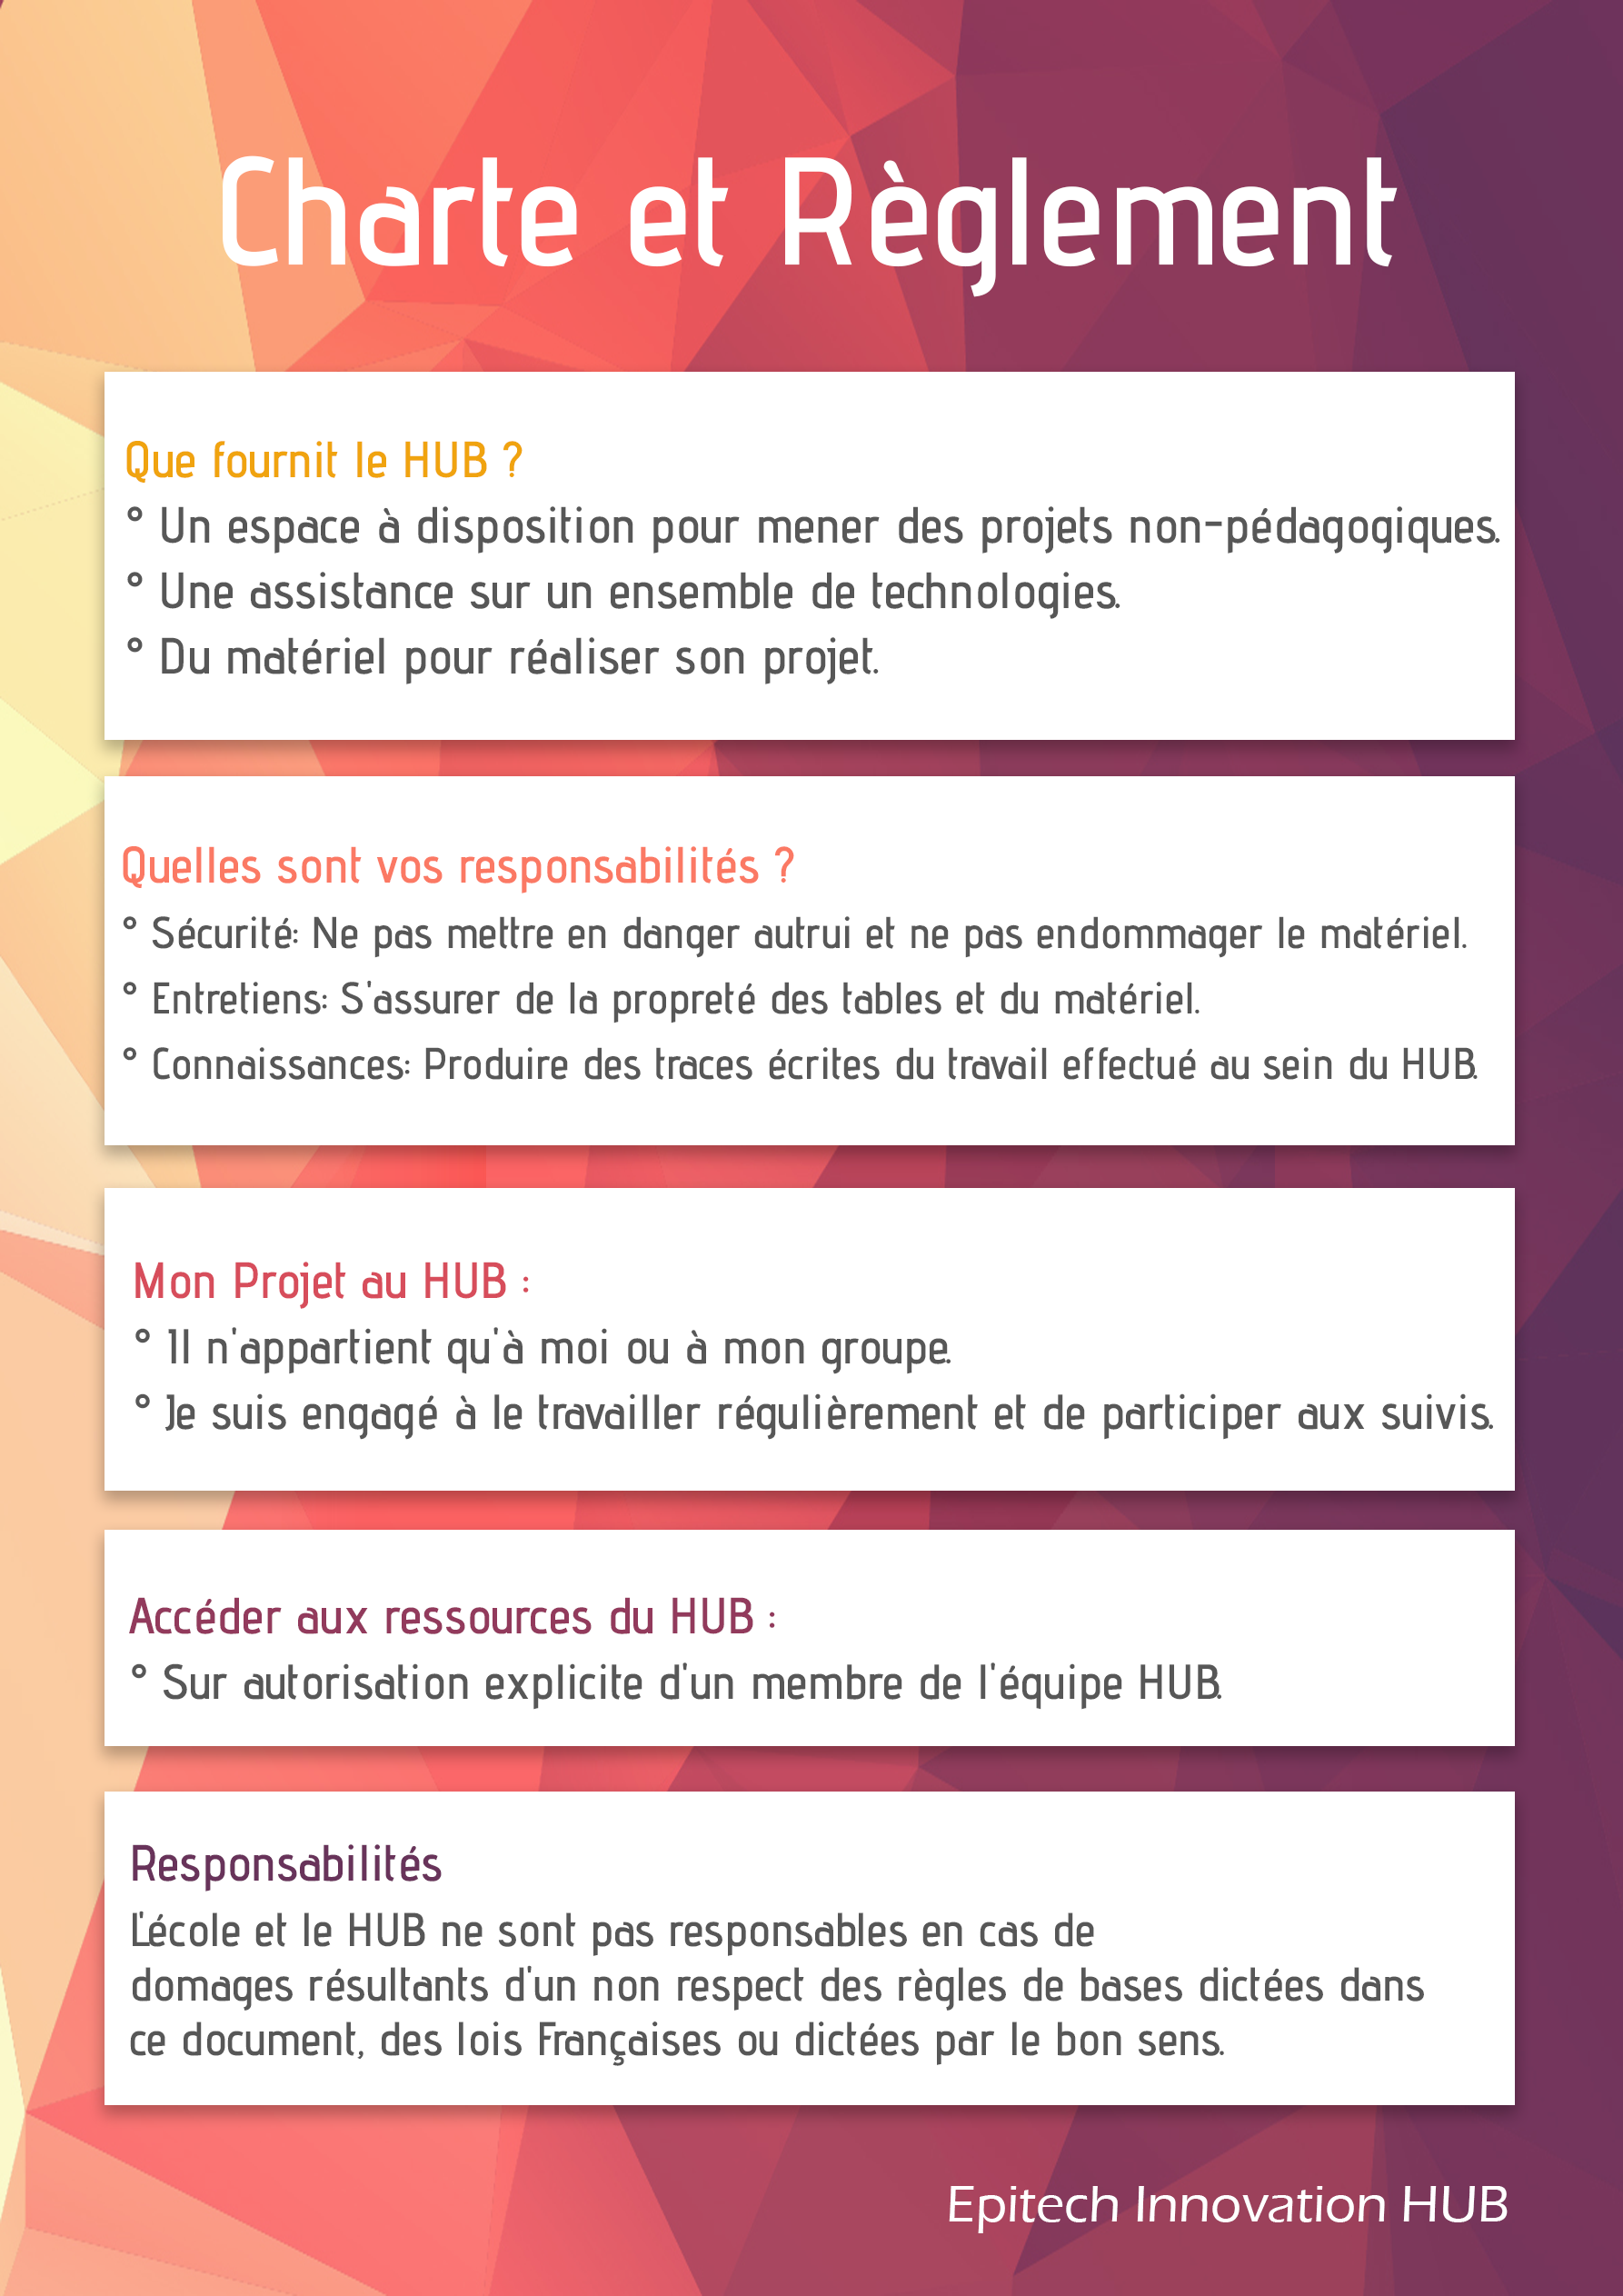 Charte et Règlement
Que fournit le HUB ?
° Un espace à disposition pour mener des projets non-pédagogiques.
° Une assistance sur un ensemble de technologies.
° Du matériel pour réaliser son projet.
Quelles sont vos responsabilités ?
° Sécurité: Ne pas mettre en danger autrui et ne pas endommager le matériel.
° Entretiens: S'assurer de la propreté des tables et du matériel.
° Connaissances: Produire des traces écrites du travail effectué au sein du HUB.
Mon Projet au HUB :
° Il n'appartient qu'à moi ou à mon groupe.
° Je suis engagé à le travailler régulièrement et de participer aux suivis.
Accéder aux ressources du HUB :
° Sur autorisation explicite d'un membre de l'équipe HUB.
Responsabilités
L'école et le HUB ne sont pas responsables en cas de
domages résultants d'un non respect des règles de bases dictées dans
ce document, des lois Françaises ou dictées par le bon sens.
Epitech Innovation HUB